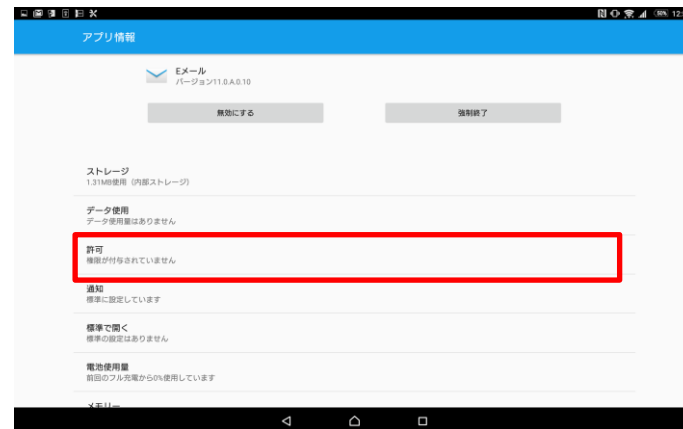 アプリ情報
Eメール
バージョン11.0.A.0.10
無効にする
強制終了
ストレージ
1.31MB使用（内部ストレージ）
データ使用
データ使用量はありません
許可
権限が付与されていません
通知
標準に設定しています
標準で開く
標準の設定はありません
電池使用量
前回のフル充電から0%使用しています
メモリー